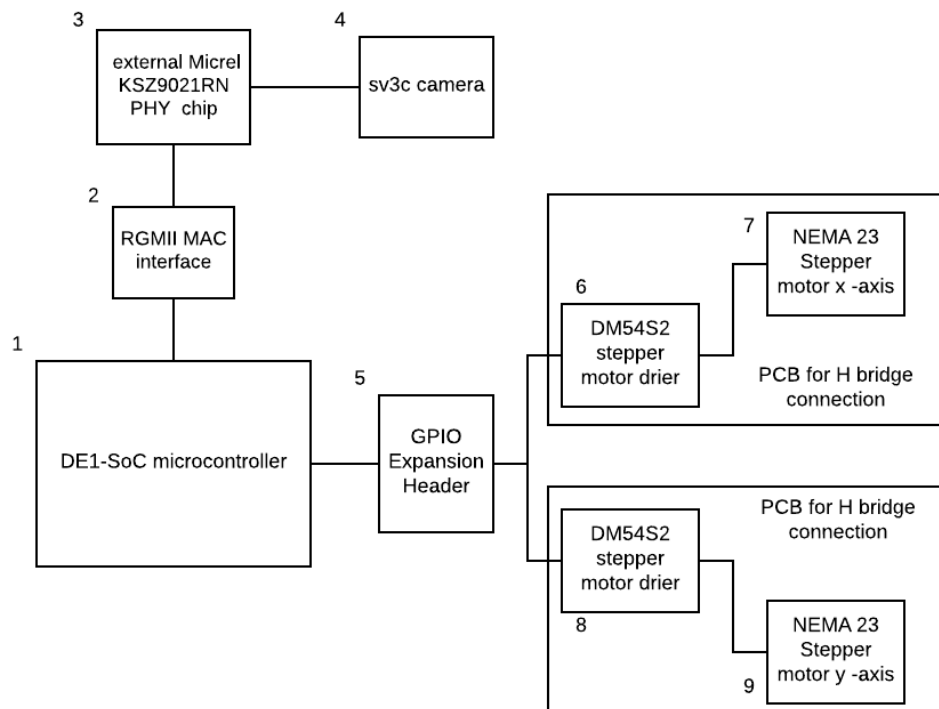 3
external Micrel
KSZ9021RN
PHY chip
4
sv3c camera
2
RGMII MAC
interface
1
DE1-SoC microcontroller
5
GPIO
Expansion
Header
6
DM54S2
stepper
motor drier
7
NEMA 23
Stepper
motor x -axis
PCB for H bridge
connection
PCB for H bridge
connection
DM54S2
stepper
motor drier
8
NEMA 23
Stepper
motor y -axis
9